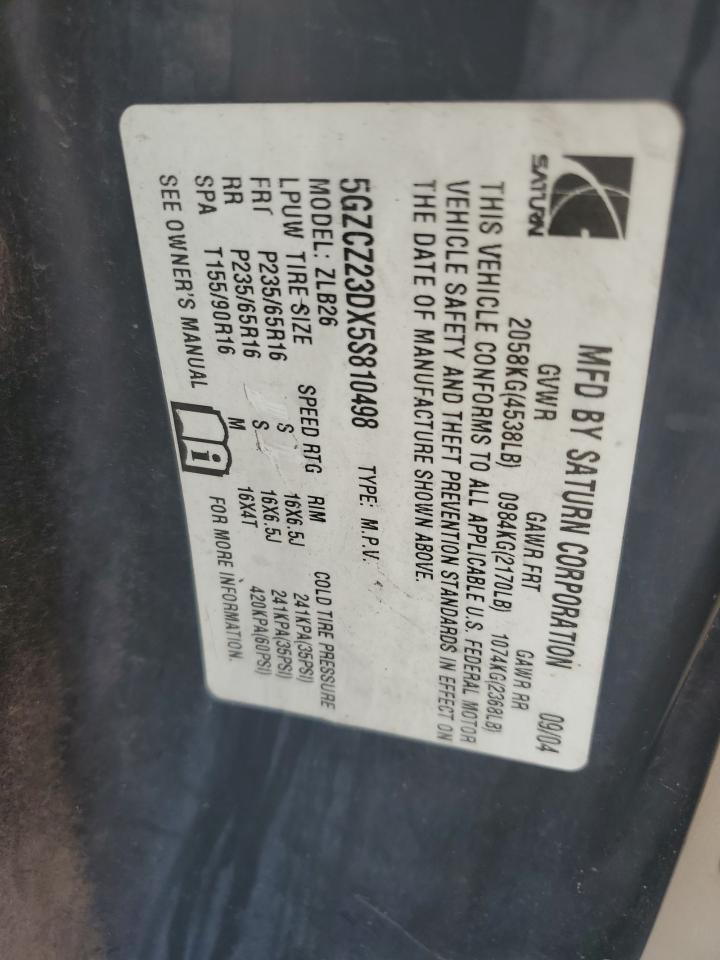 SATURN
MFD BY SATURN CORPORATION 09/04
GVWR GAWR FRT GAWR RR
2058KG(4538LB) 0984KG(2170LB) 1074KG(2368LB)
THIS VEHICLE CONFORMS TO ALL APPLICABLE U.S. FEDERAL MOTOR
VEHICLE SAFETY AND THEFT PREVENTION STANDARDS IN EFFECT ON
THE DATE OF MANUFACTURE SHOWN ABOVE.
5GZCZ23DX5S810498 TYPE: M.P.V.
MODEL: ZLB26
LPUW TIRE SIZE SPEED RTG RIM COLD TIRE PRESSURE
FRT P235/65R16 S 16X6.5J 241KPA(35PSI)
RR P235/65R16 S 16X6.5J 241KPA(35PSI)
SPA T155/90R16 M 16X4T 420KPA(60PSI)
SEE OWNER'S MANUAL i FOR MORE INFORMATION.